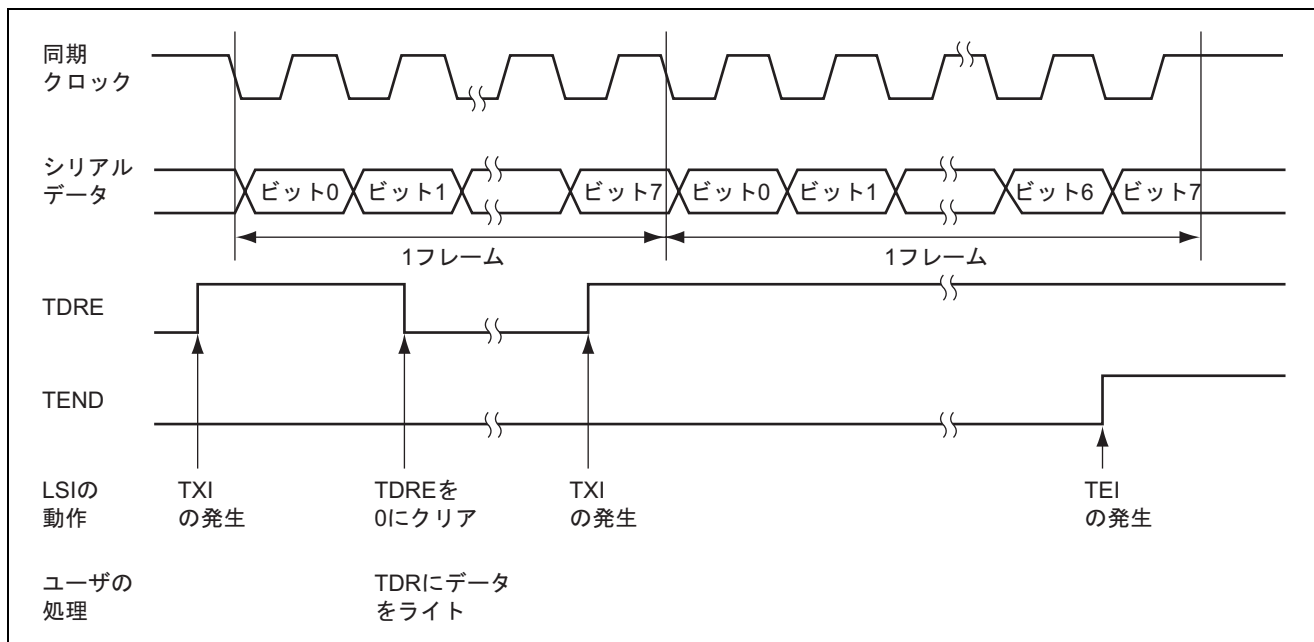 同期
クロック
シリアル
データ
ビット0 ビット1 ビット7 ビット0 ビット1 ビット6 ビット7
1フレーム 1フレーム
TDRE
TEND
LSIの
動作
TXI
の発生
TDREを
0にクリア
TXI
の発生
TEI
の発生
ユーザの
処理
TDRにデータ
をライト